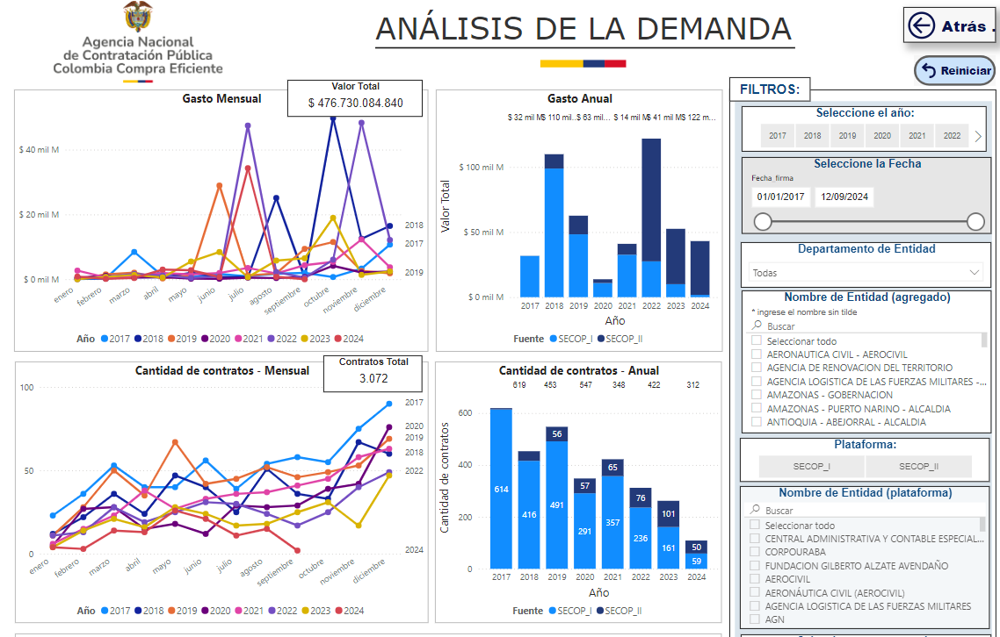 Agencia Nacional
de Contratación Pública
Colombia Compra Eficiente
ANÁLISIS DE LA DEMANDA
Atrás .
Reiniciar
Gasto Mensual
Valor Total
$ 476.730.084.840
$ 40 mil M
$ 20 mil M
$ 0 mil M
2018
2017
2019
enero
febrero
marzo
abril
mayo
junio
julio
agosto
septiembre
octubre
noviembre
diciembre
Año 2017 2018 2019 2020 2021 2022 2023 2024
Gasto Anual
$ 32 mil M $ 110 mil... $ 63 mil... $ 14 mil M $ 41 mil M $ 122 m...
Valor Total
$ 100 mil M
$ 50 mil M
$ 0 mil M
2017 2018 2019 2020 2021 2022 2023 2024
Año
Fuente SECOP_I SECOP_II
Cantidad de contratos - Mensual
Contratos Total
3.072
100
50
0
2017
2020
2019
2018
2022
2024
enero
febrero
marzo
abril
mayo
junio
julio
agosto
septiembre
octubre
noviembre
diciembre
Año 2017 2018 2019 2020 2021 2022 2023 2024
Cantidad de contratos - Anual
619 453 547 348 422 312
Cantidad de contratos
600
400
200
0
614
416
56
491
57
291
65
357
76
236
101
161
50
59
2017 2018 2019 2020 2021 2022 2023 2024
Año
Fuente SECOP_I SECOP_II
FILTROS:
Seleccione el año:
2017 2018 2019 2020 2021 2022
Seleccione la Fecha
Fecha_firma
01/01/2017 12/09/2024
Departamento de Entidad
Todas
Nombre de Entidad (agregado)
* ingrese el nombre sin tilde
Buscar
Seleccionar todo
AERONAUTICA CIVIL - AEROCIVIL
AGENCIA DE RENOVACION DEL TERRITORIO
AGENCIA LOGISTICA DE LAS FUERZAS MILITARES -...
AMAZONAS - GOBERNACION
AMAZONAS - PUERTO NARINO - ALCALDIA
ANTIOQUIA - ABEJORRAL - ALCALDIA
Plataforma:
SECOP_I SECOP_II
Nombre de Entidad (plataforma)
Buscar
Seleccionar todo
CENTRAL ADMINISTRATIVA Y CONTABLE ESPECIAL...
CORPOURABA
FUNDACION GILBERTO ALZATE AVENDAÑO
AEROCIVIL
AERONÁUTICA CIVIL (AEROCIVIL)
AGENCIA LOGISTICA DE LAS FUERZAS MILITARES
AGN